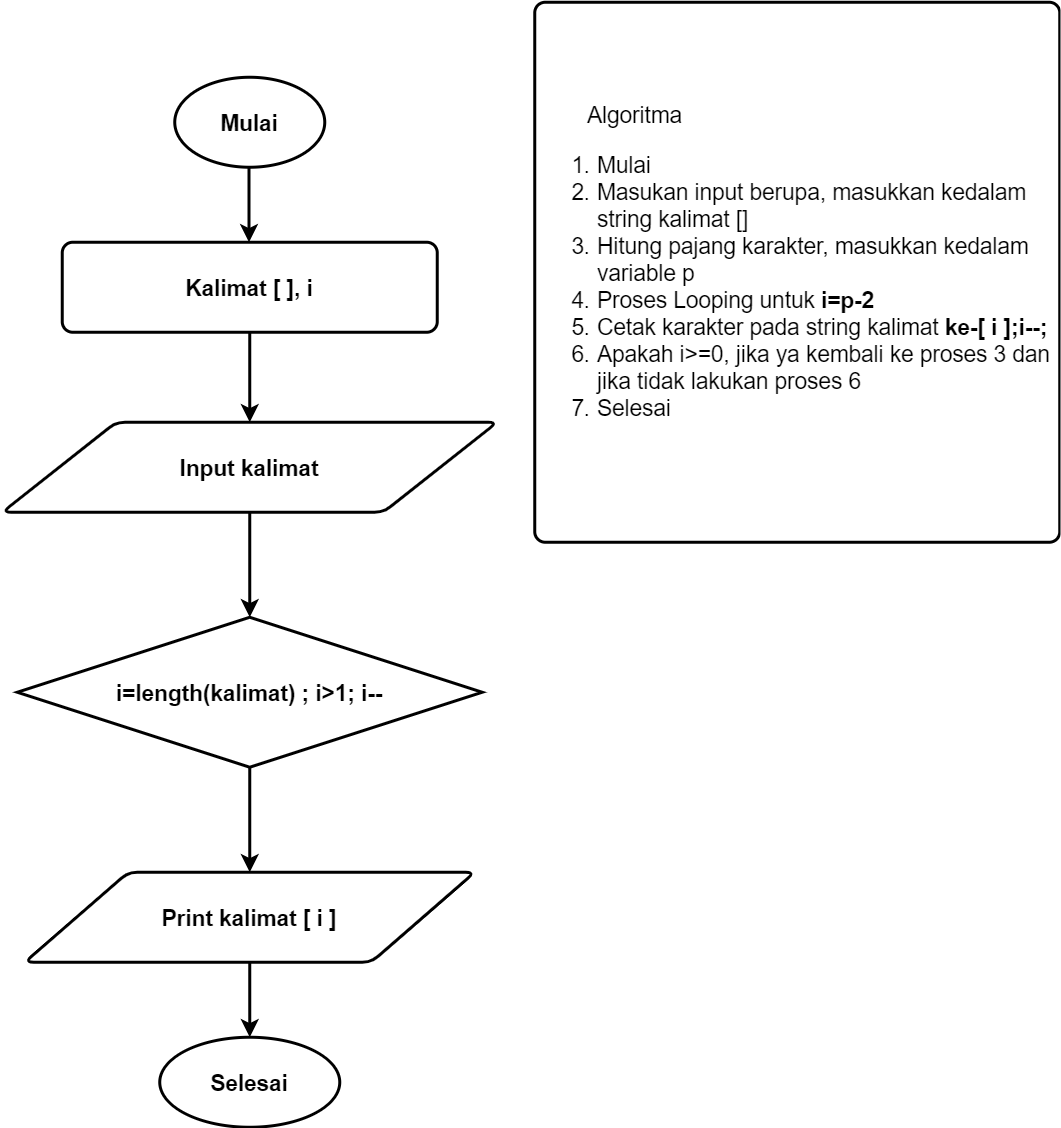 Mulai
Kalimat [ ], i
Input kalimat
i=length(kalimat) ; i>1; i--
Print kalimat [ i ]
Selesai
Algoritma
1. Mulai
2. Masukan input berupa, masukkan kedalam
string kalimat []
3. Hitung pajang karakter, masukkan kedalam
variable p
4. Proses Looping untuk i=p-2
5. Cetak karakter pada string kalimat ke-[ i ];i--;
6. Apakah i>=0, jika ya kembali ke proses 3 dan
jika tidak lakukan proses 6
7. Selesai